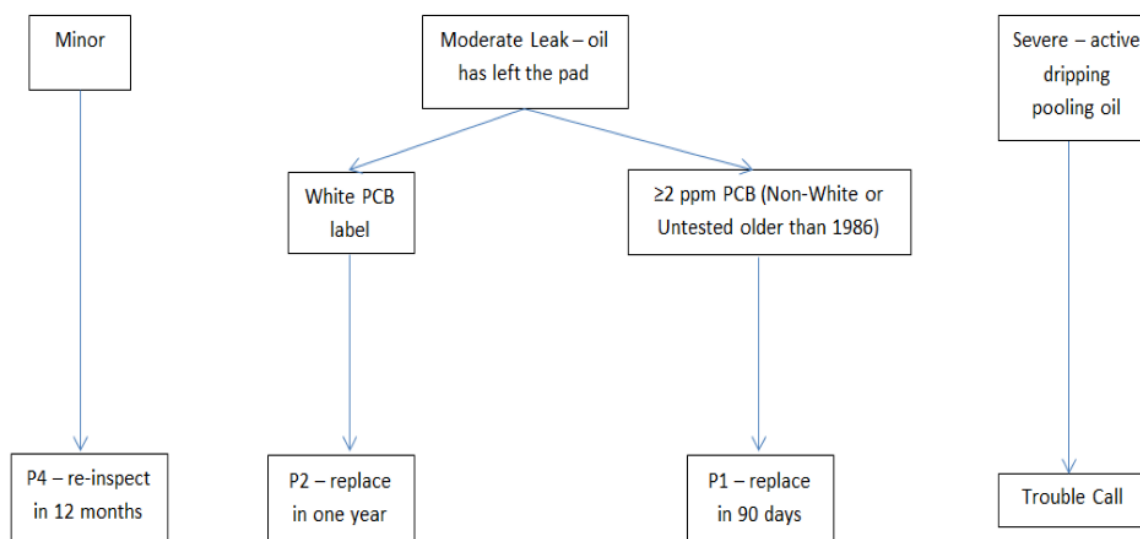 Minor
Moderate Leak – oil
has left the pad
Severe – active
dripping
pooling oil
White PCB
label
≥2 ppm PCB (Non-White or
Untested older than 1986)
P4 – re-inspect
in 12 months
P2 – replace
in one year
P1 – replace
in 90 days
Trouble Call